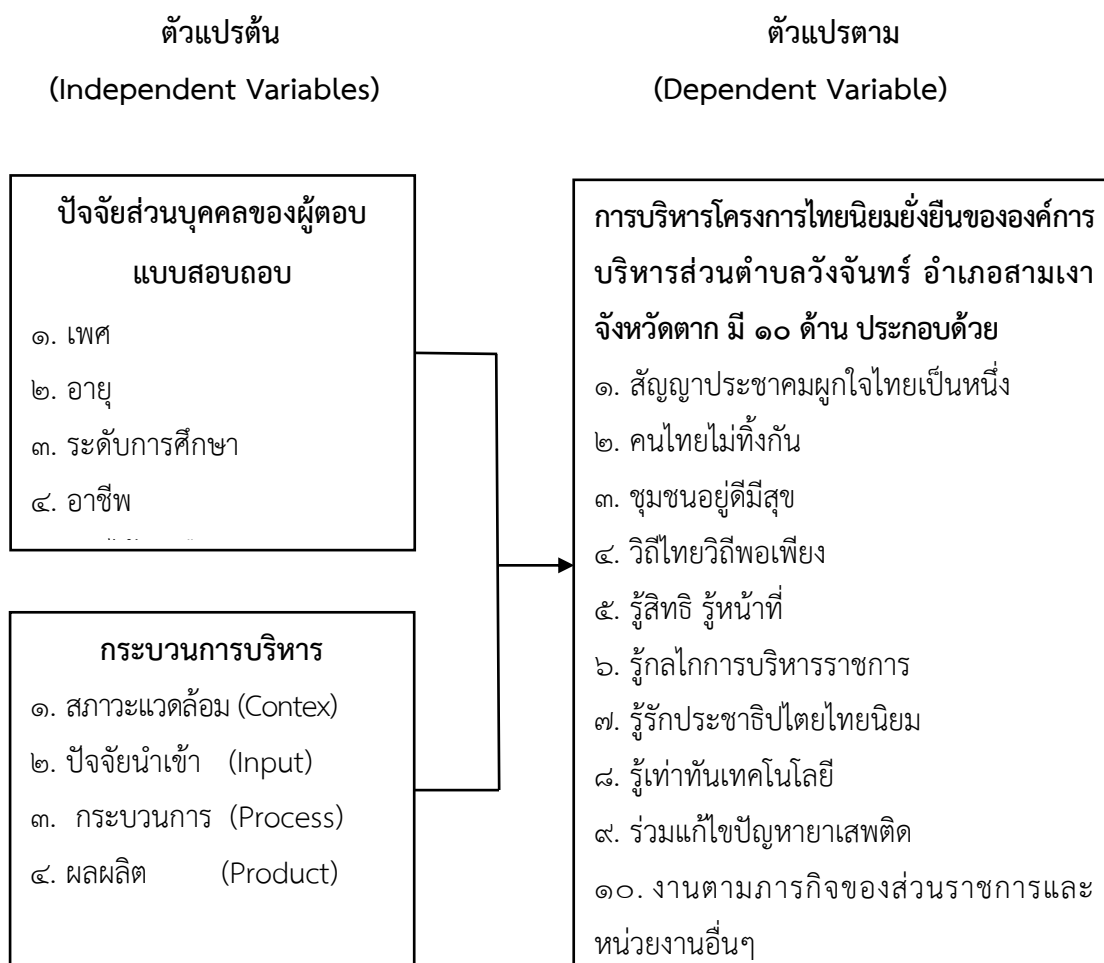 ตัวแปรต้น
(Independent Variables)
ตัวแปรตาม
(Dependent Variable)
ปัจจัยส่วนบุคคลของผู้ตอบ
แบบสอบถอบ
๑. เพศ
๒. อายุ
๓. ระดับการศึกษา
๔. อาชีพ
กระบวนการบริหาร
๑. สภาวะแวดล้อม (Contex)
๒. ปัจจัยนำเข้า (Input)
๓. กระบวนการ (Process)
๔. ผลผลิต (Product)
การบริหารโครงการไทยนิยมยั่งยืนขององค์การ
บริหารส่วนตำบลวังจันทร์ อำเภอสามเงา
จังหวัดตาก มี ๑๐ ด้าน ประกอบด้วย
๑. สัญญาประชาคมผูกใจไทยเป็นหนึ่ง
๒. คนไทยไม่ทิ้งกัน
๓. ชุมชนอยู่ดีมีสุข
๔. วิถีไทยวิถีพอเพียง
๕. รู้สิทธิ รู้หน้าที่
๖. รู้กลไกการบริหารราชการ
๗. รู้รักประชาธิปไตยไทยนิยม
๘. รู้เท่าทันเทคโนโลยี
๙. ร่วมแก้ไขปัญหายาเสพติด
๑๐. งานตามภารกิจของส่วนราชการและ
หน่วยงานอื่นๆ